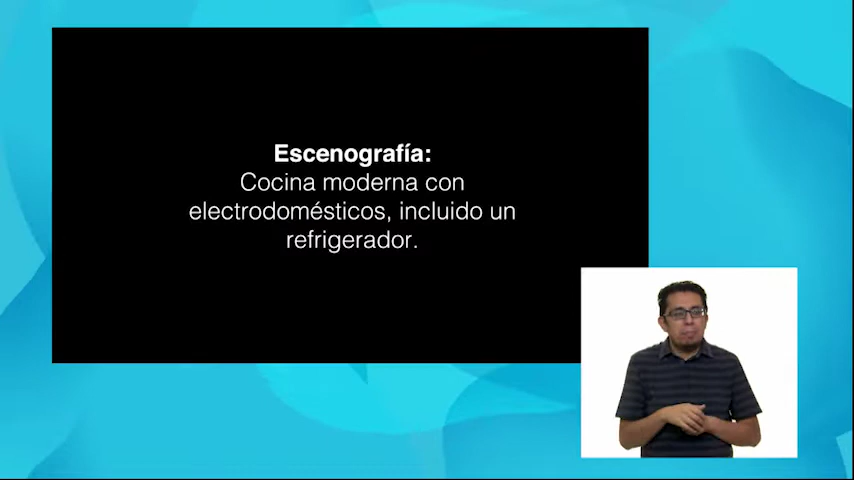 Escenografía:
Cocina moderna con
electrodomésticos, incluido un
refrigerador.